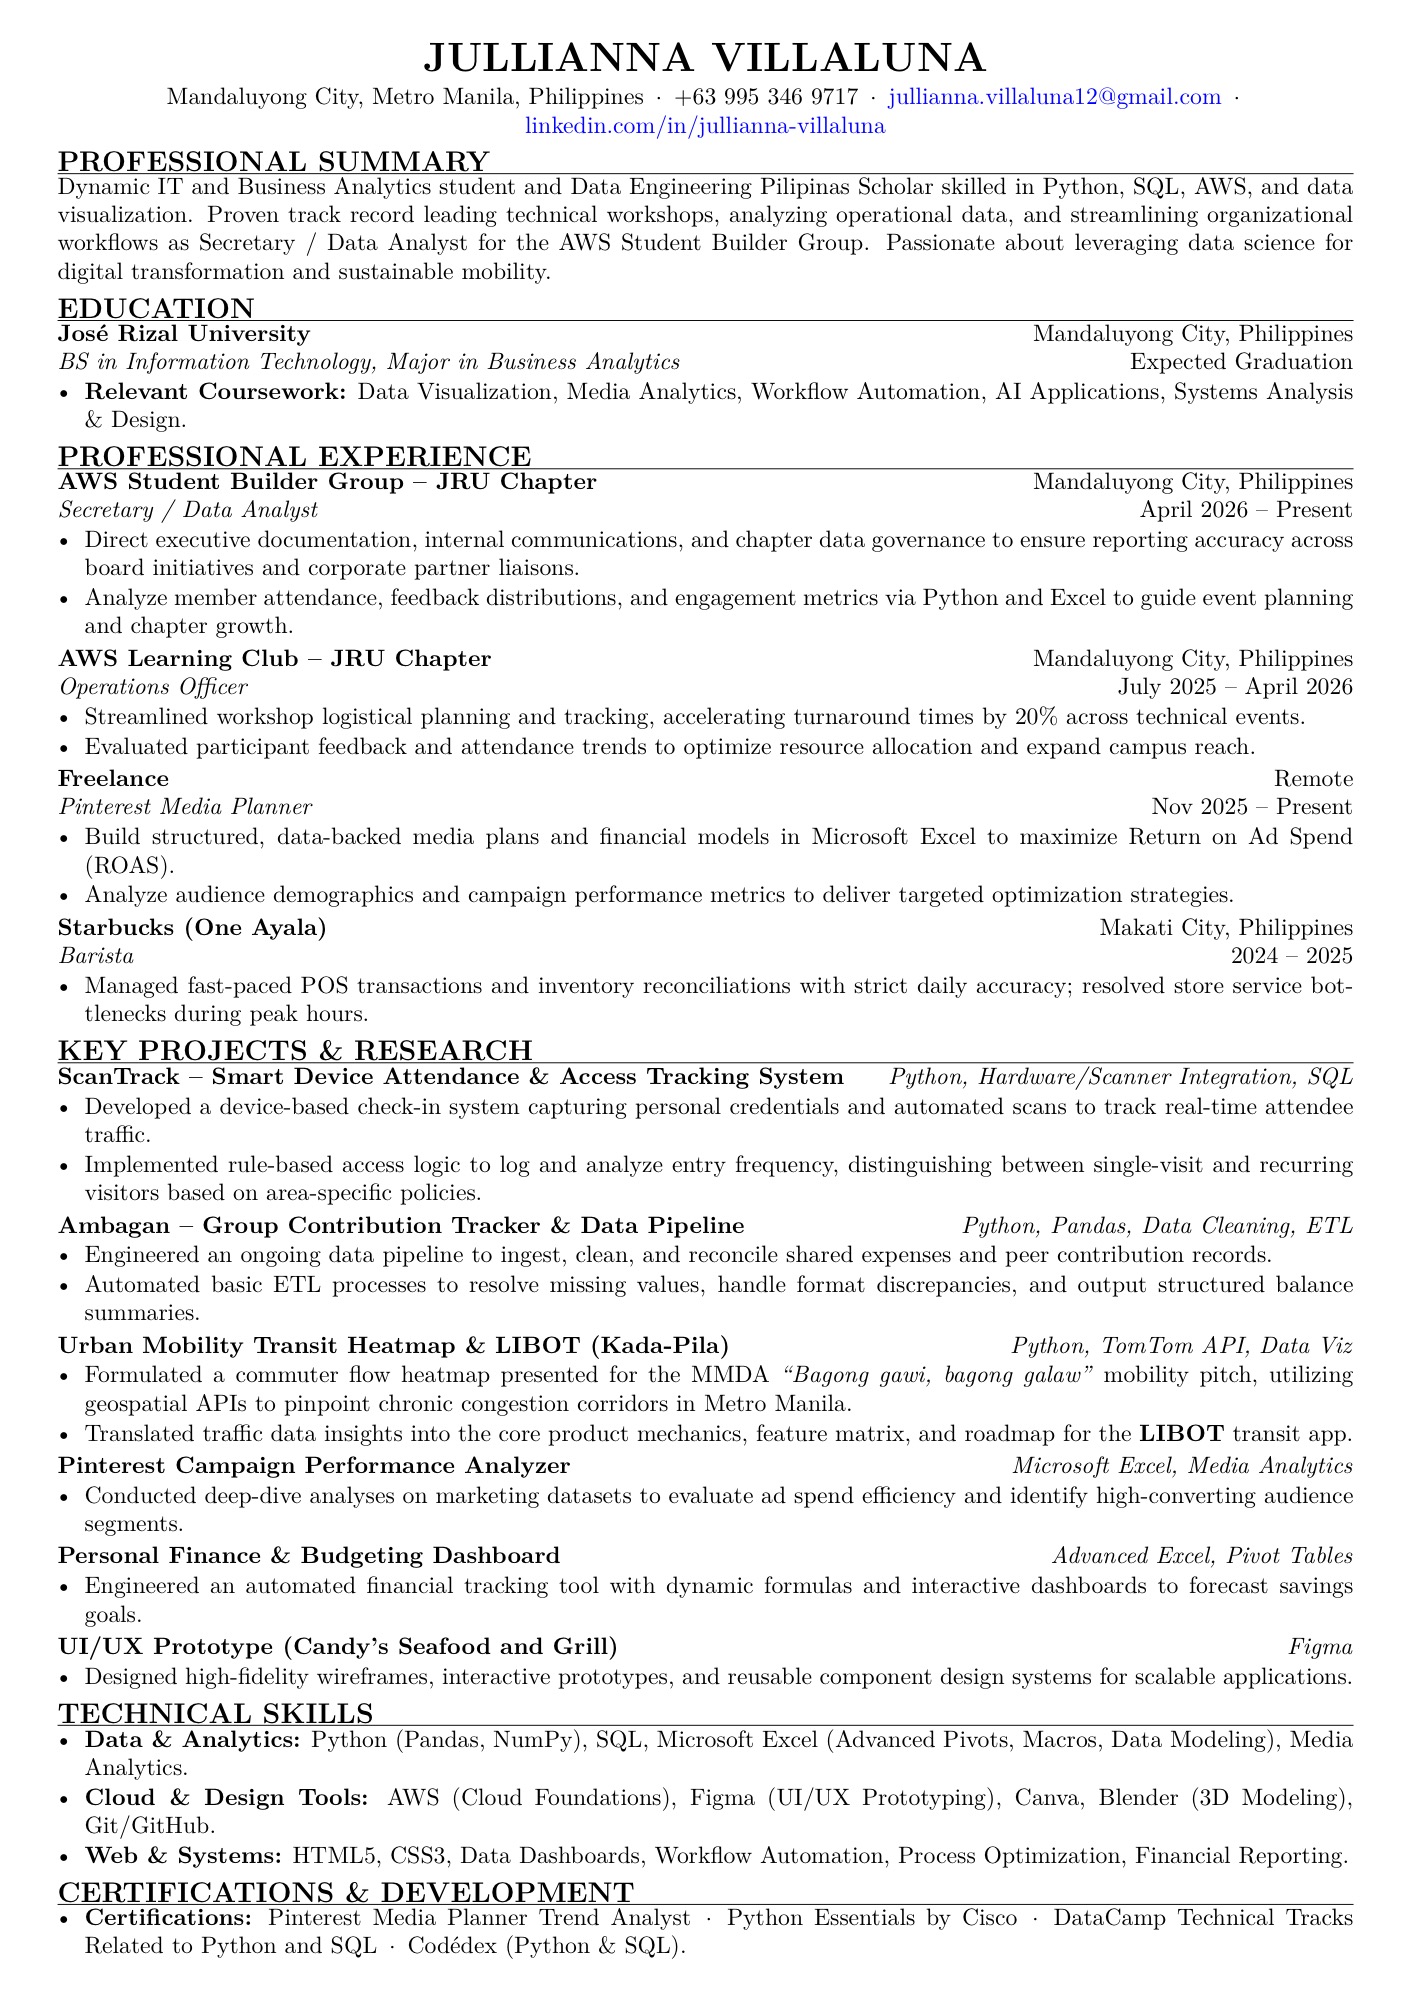 JULLIANNA VILLALUNA
Mandaluyong City, Metro Manila, Philippines · +63 995 346 9717 · jullianna.villaluna12@gmail.com ·
linkedin.com/in/jullianna-villaluna
PROFESSIONAL SUMMARY
Dynamic IT and Business Analytics student and Data Engineering Pilipinas Scholar skilled in Python, SQL, AWS, and data
visualization. Proven track record leading technical workshops, analyzing operational data, and streamlining organizational
workflows as Secretary / Data Analyst for the AWS Student Builder Group. Passionate about leveraging data science for
digital transformation and sustainable mobility.
EDUCATION
José Rizal University Mandaluyong City, Philippines
BS in Information Technology, Major in Business Analytics Expected Graduation
• Relevant Coursework: Data Visualization, Media Analytics, Workflow Automation, AI Applications, Systems Analysis
& Design.
PROFESSIONAL EXPERIENCE
AWS Student Builder Group – JRU Chapter Mandaluyong City, Philippines
Secretary / Data Analyst April 2026 – Present
• Direct executive documentation, internal communications, and chapter data governance to ensure reporting accuracy across
board initiatives and corporate partner liaisons.
• Analyze member attendance, feedback distributions, and engagement metrics via Python and Excel to guide event planning
and chapter growth.
AWS Learning Club – JRU Chapter Mandaluyong City, Philippines
Operations Officer July 2025 – April 2026
• Streamlined workshop logistical planning and tracking, accelerating turnaround times by 20% across technical events.
• Evaluated participant feedback and attendance trends to optimize resource allocation and expand campus reach.
Freelance Remote
Pinterest Media Planner Nov 2025 – Present
• Build structured, data-backed media plans and financial models in Microsoft Excel to maximize Return on Ad Spend
(ROAS).
• Analyze audience demographics and campaign performance metrics to deliver targeted optimization strategies.
Starbucks (One Ayala) Makati City, Philippines
Barista 2024 – 2025
• Managed fast-paced POS transactions and inventory reconciliations with strict daily accuracy; resolved store service bot-
tlenecks during peak hours.
KEY PROJECTS & RESEARCH
ScanTrack – Smart Device Attendance & Access Tracking System Python, Hardware/Scanner Integration, SQL
• Developed a device-based check-in system capturing personal credentials and automated scans to track real-time attendee
traffic.
• Implemented rule-based access logic to log and analyze entry frequency, distinguishing between single-visit and recurring
visitors based on area-specific policies.
Ambagan – Group Contribution Tracker & Data Pipeline Python, Pandas, Data Cleaning, ETL
• Engineered an ongoing data pipeline to ingest, clean, and reconcile shared expenses and peer contribution records.
• Automated basic ETL processes to resolve missing values, handle format discrepancies, and output structured balance
summaries.
Urban Mobility Transit Heatmap & LIBOT (Kada-Pila) Python, TomTom API, Data Viz
• Formulated a commuter flow heatmap presented for the MMDA “Bagong gawi, bagong galaw” mobility pitch, utilizing
geospatial APIs to pinpoint chronic congestion corridors in Metro Manila.
• Translated traffic data insights into the core product mechanics, feature matrix, and roadmap for the LIBOT transit app.
Pinterest Campaign Performance Analyzer Microsoft Excel, Media Analytics
• Conducted deep-dive analyses on marketing datasets to evaluate ad spend efficiency and identify high-converting audience
segments.
Personal Finance & Budgeting Dashboard Advanced Excel, Pivot Tables
• Engineered an automated financial tracking tool with dynamic formulas and interactive dashboards to forecast savings
goals.
UI/UX Prototype (Candy’s Seafood and Grill) Figma
• Designed high-fidelity wireframes, interactive prototypes, and reusable component design systems for scalable applications.
TECHNICAL SKILLS
• Data & Analytics: Python (Pandas, NumPy), SQL, Microsoft Excel (Advanced Pivots, Macros, Data Modeling), Media
Analytics.
• Cloud & Design Tools: AWS (Cloud Foundations), Figma (UI/UX Prototyping), Canva, Blender (3D Modeling),
Git/GitHub.
• Web & Systems: HTML5, CSS3, Data Dashboards, Workflow Automation, Process Optimization, Financial Reporting.
CERTIFICATIONS & DEVELOPMENT
• Certifications: Pinterest Media Planner Trend Analyst · Python Essentials by Cisco · DataCamp Technical Tracks
Related to Python and SQL · Codédex (Python & SQL).